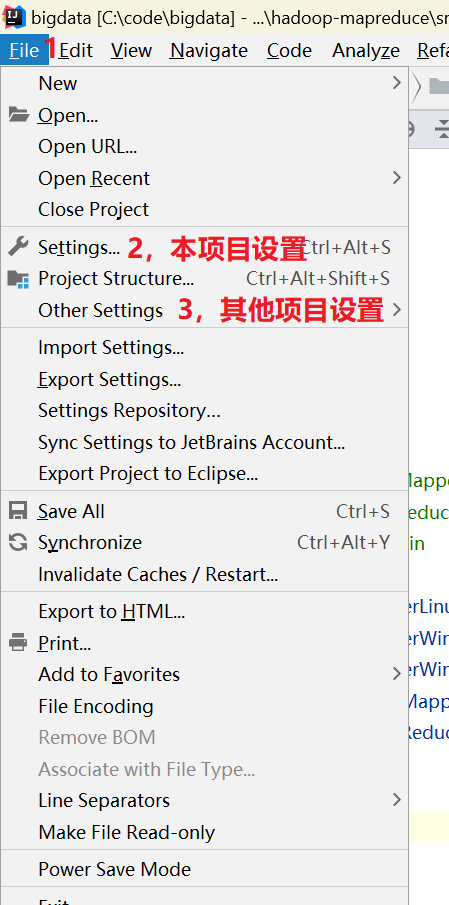 bigdata [C:\code\bigdata] - ...\hadoop-mapreduce\sr
File 1 Edit View Navigate Code Analyze Refa
New
Open...
Open URL...
Open Recent
Close Project
Settings... 2，本项目设置 Ctrl+Alt+S
Project Structure... Ctrl+Alt+Shift+S
Other Settings 3，其他项目设置
Import Settings...
Export Settings...
Settings Repository...
Sync Settings to JetBrains Account...
Export Project to Eclipse...
Mappe
Save All Ctrl+S
educ
Synchronize Ctrl+Alt+Y
in
Invalidate Caches / Restart...
Export to HTML...
erLinu
Print...
erWin
Add to Favorites
erWin
File Encoding
Mapp
Remove BOM
Reduc
Associate with File Type...
Line Separators
Make File Read-only
Power Save Mode
Exit